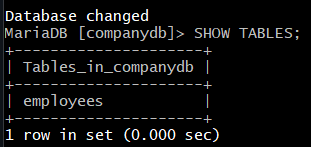 Database changed
MariaDB [companydb]> SHOW TABLES;
+---------------------+
| Tables_in_companydb |
+---------------------+
| employees           |
+---------------------+
1 row in set (0.000 sec)